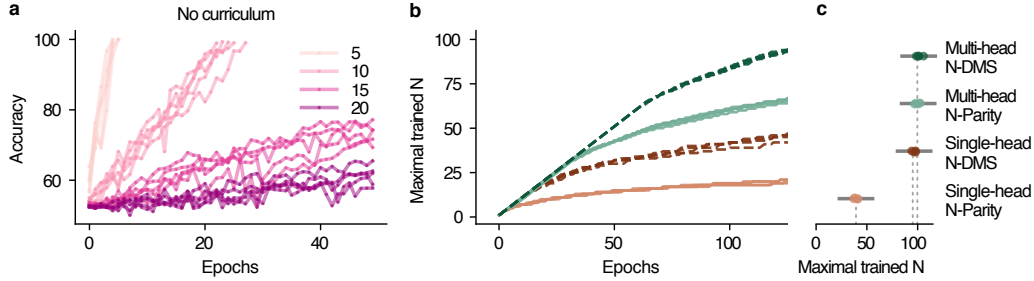 a
No curriculum
100
80
60
Accuracy
0
20
40
Epochs
5
10
15
20
b
100
75
50
25
0
Maximal trained N
0
50
100
Epochs
c
Multi-head
N-DMS
Multi-head
N-Parity
Single-head
N-DMS
Single-head
N-Parity
0
50
100
Maximal trained N